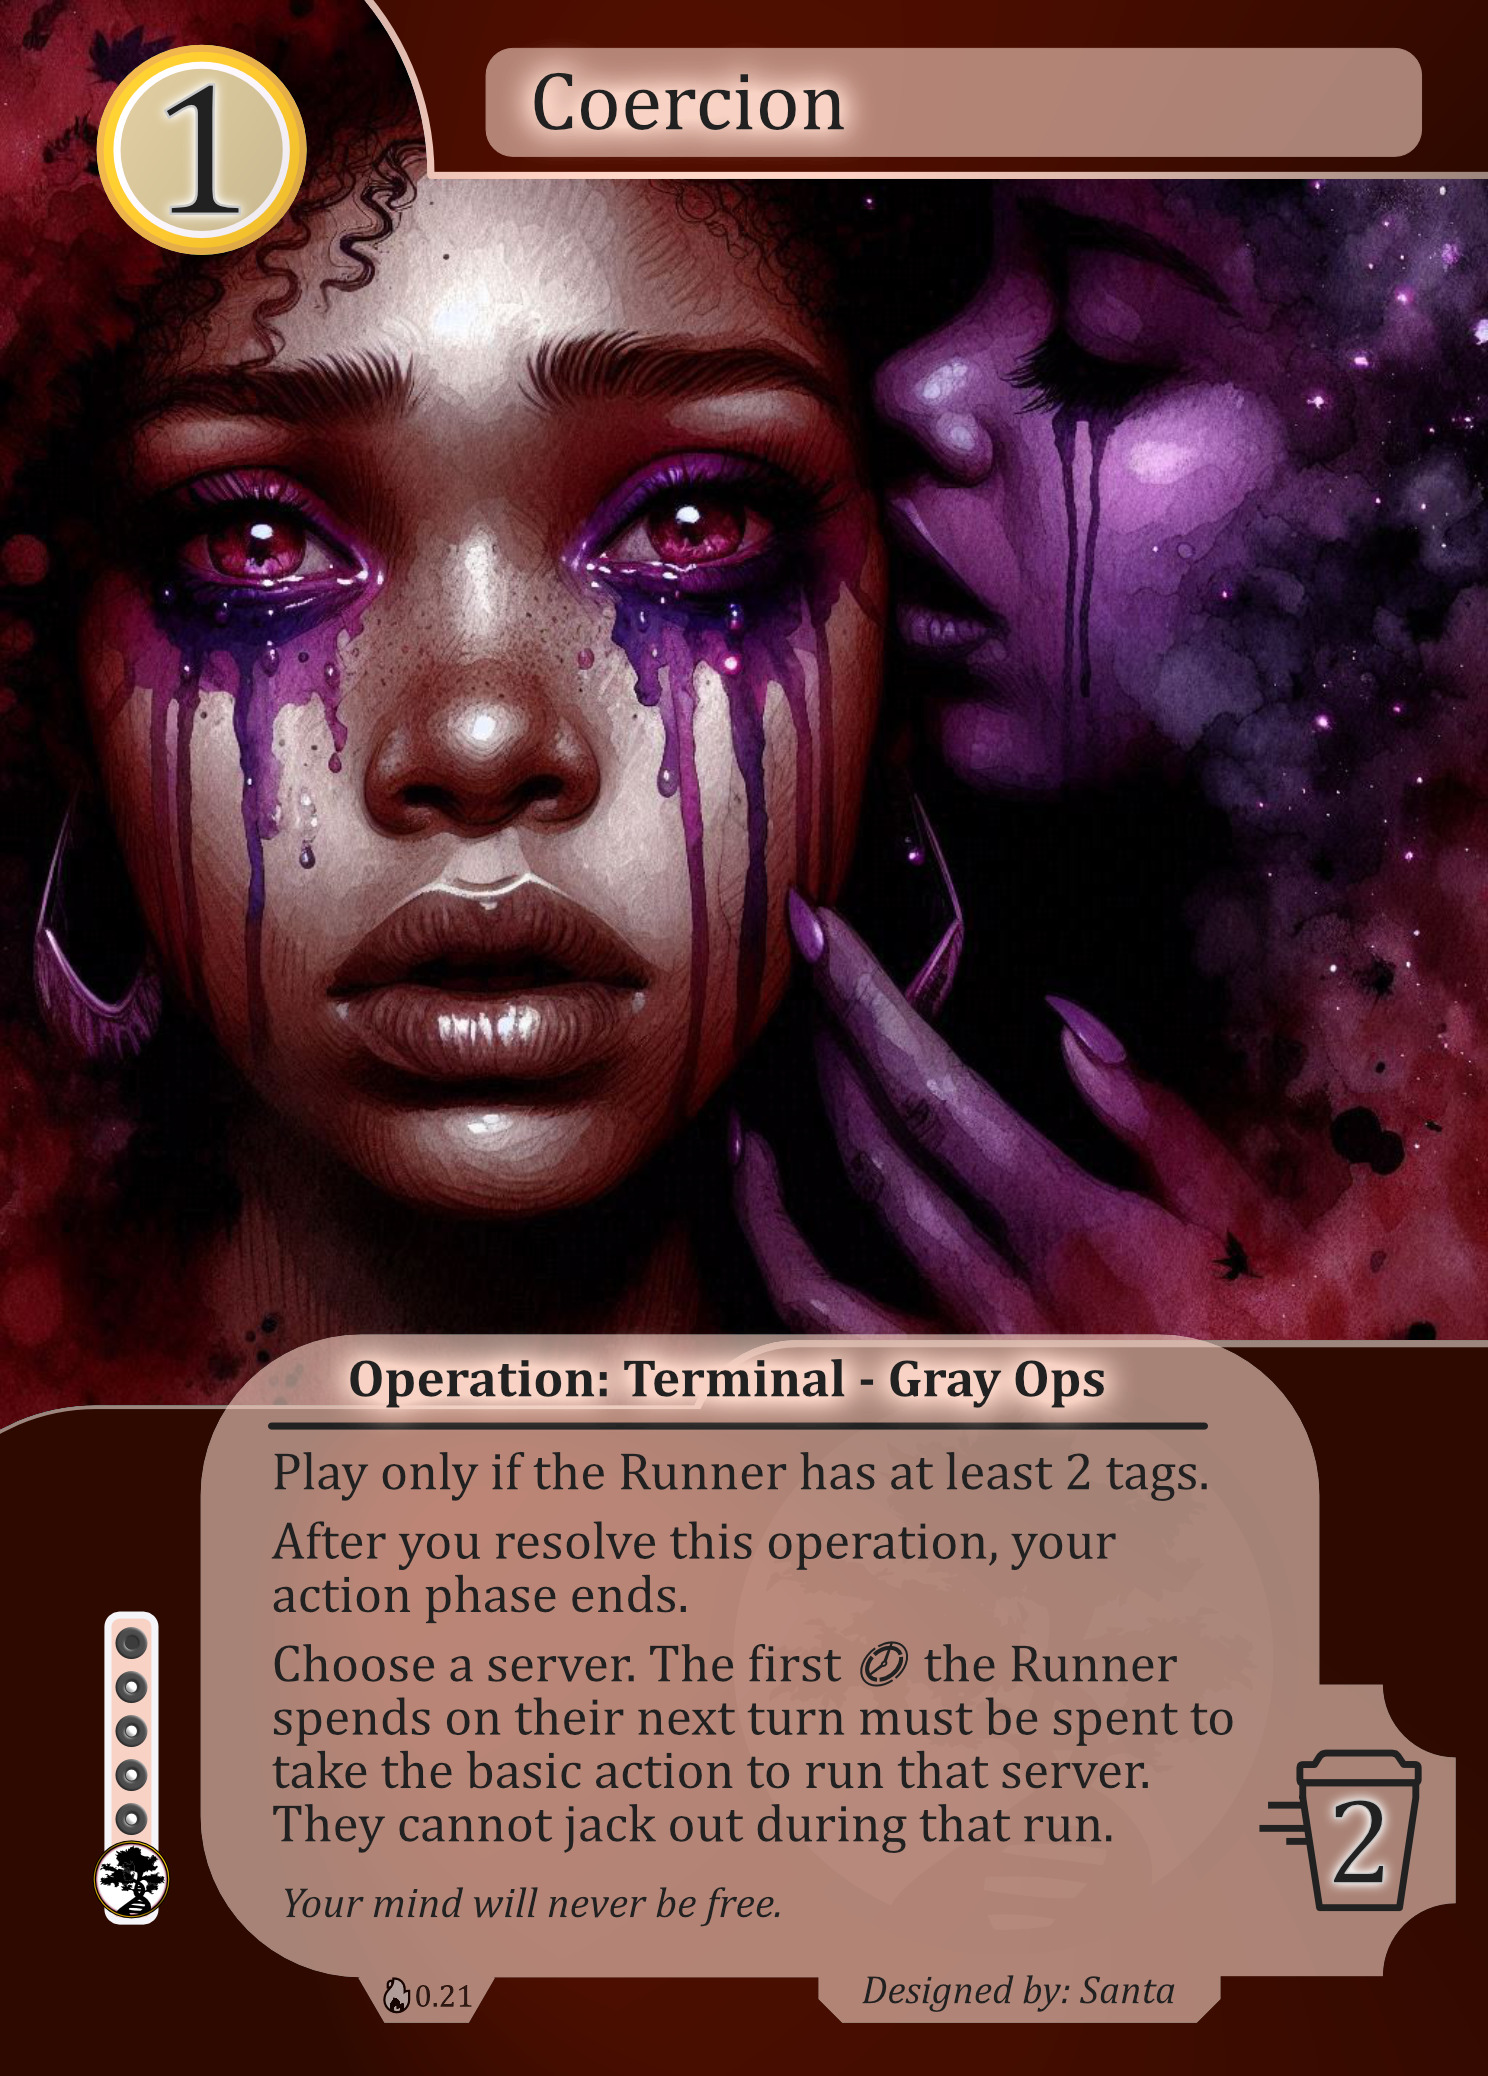 1
Coercion
Operation: Terminal - Gray Ops
Play only if the Runner has at least 2 tags.
After you resolve this operation, your
action phase ends.
Choose a server. The first the Runner
spends on their next turn must be spent to
take the basic action to run that server.
They cannot jack out during that run.
2
Your mind will never be free.
0.21
Designed by: Santa